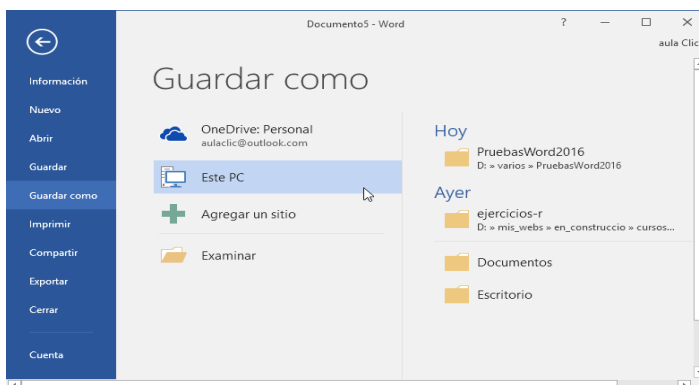 Documento5 - Word
?
aula Clic
Información
Nuevo
Abrir
Guardar
Guardar como
Imprimir
Compartir
Exportar
Cerrar
Cuenta
Guardar como
OneDrive: Personal
aulaclic@outlook.com
Este PC
Agregar un sitio
Examinar
Hoy
PruebasWord2016
D: » varios » PruebasWord2016
Ayer
ejercicios-r
D: » mis_webs » en_construccio » cursos...
Documentos
Escritorio